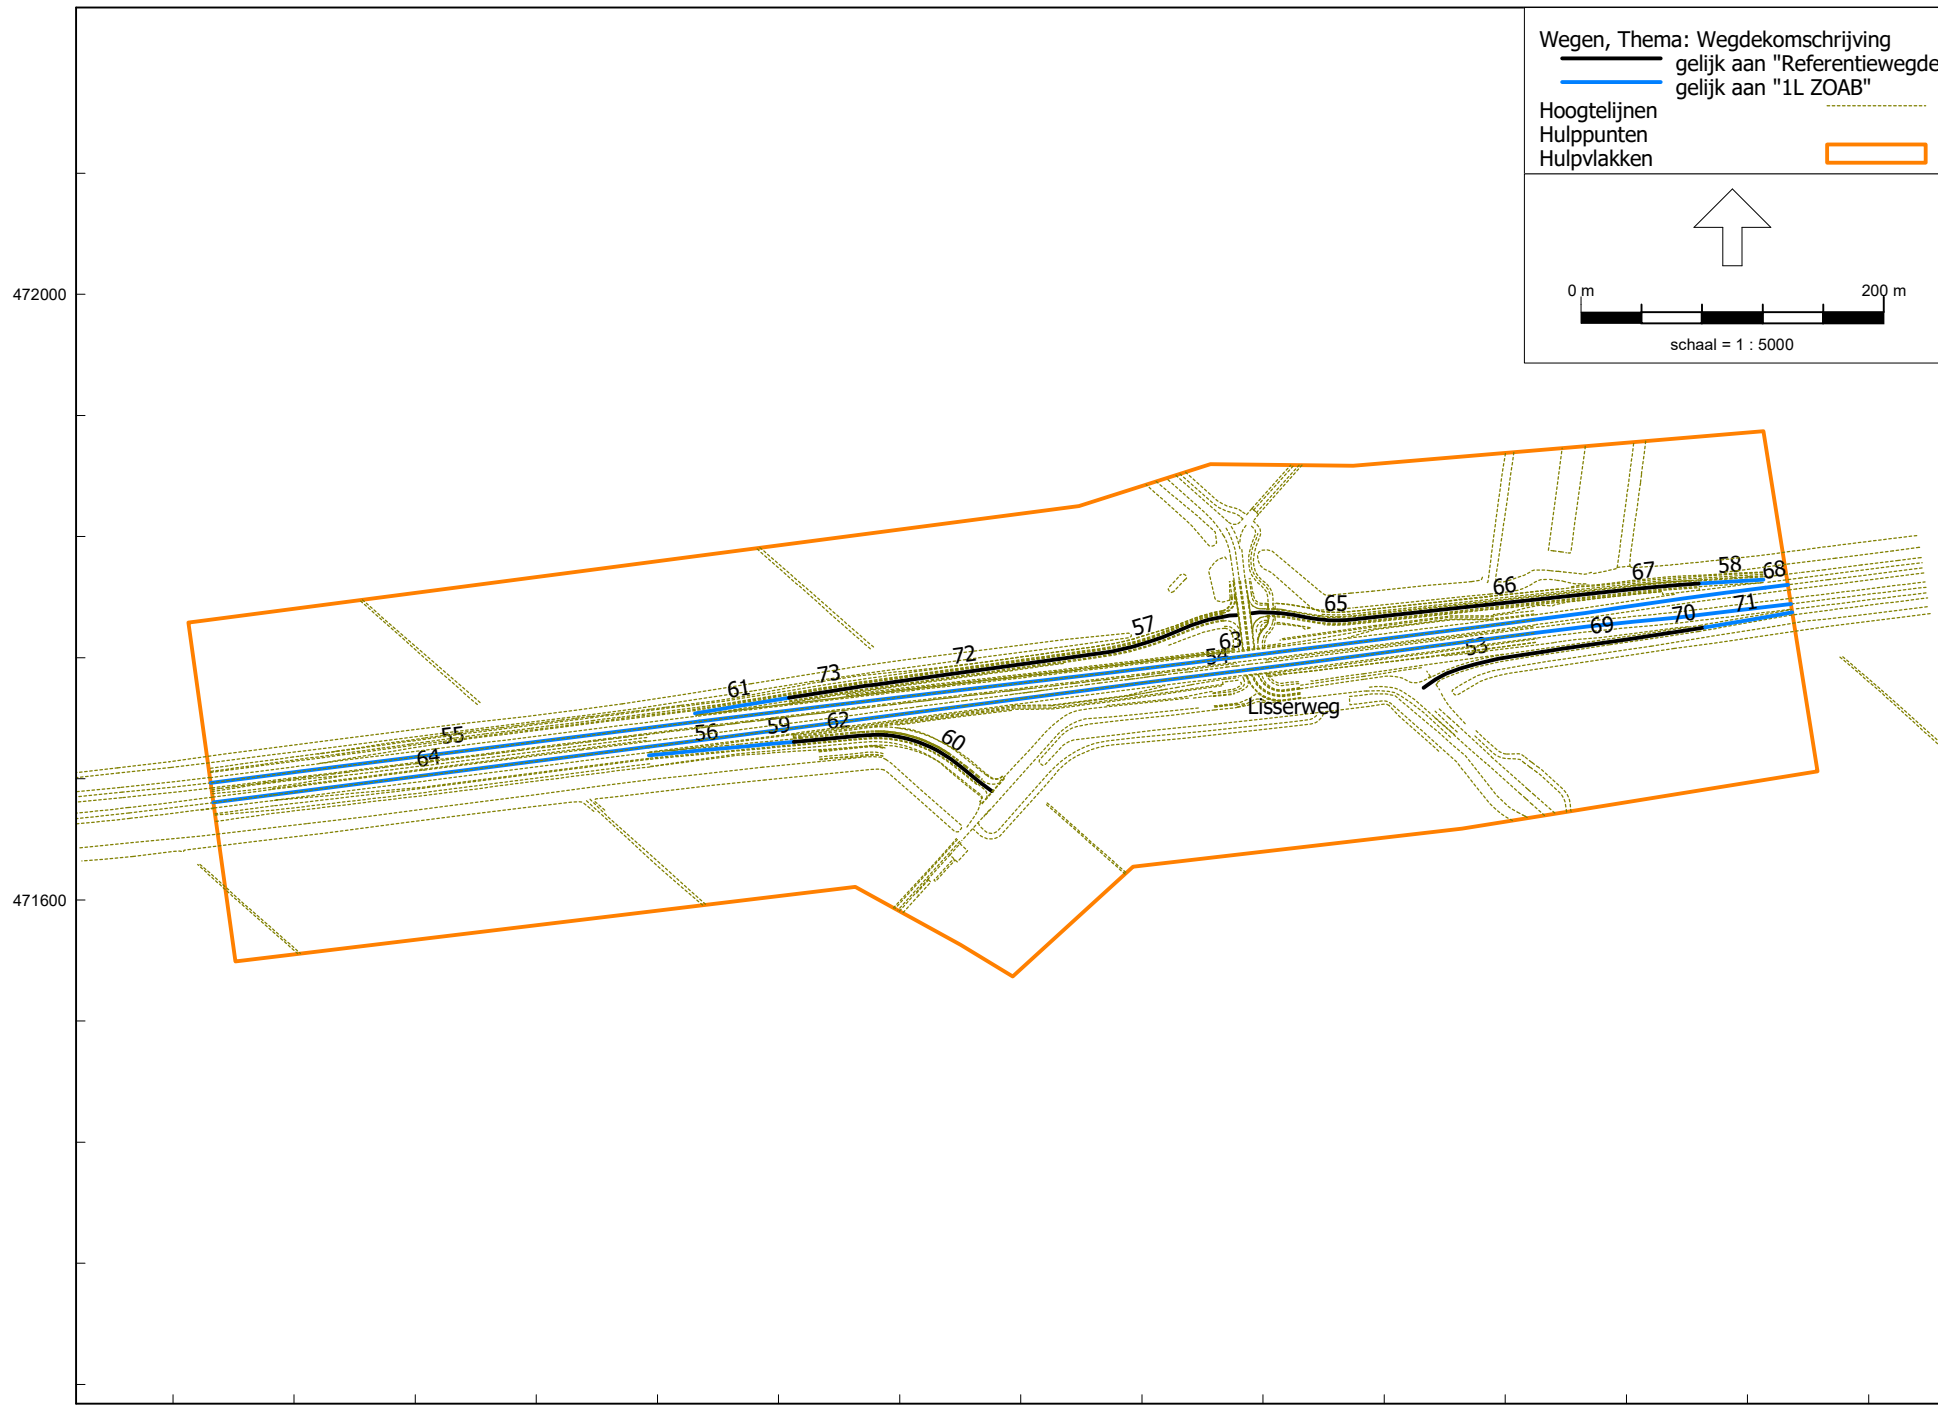 Wegen, Thema: Wegdekomschrijving
gelijk aan "Referentiewegde
gelijk aan "1L ZOAB"
Hoogtelijnen
Hulppunten
Hulpvlakken
0 m 200 m
schaal = 1 : 5000
472000
471600
58 68
67
66
65
71
70
69
53
57
63
54
72
73
61
Lisserweg
62
59
56
60
55
64